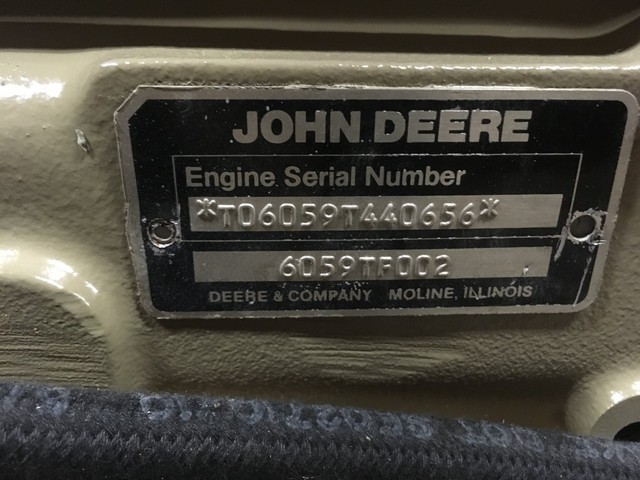 JOHN DEERE
Engine Serial Number
*T06059T440656*
6059TF002
DEERE & COMPANY MOLINE, ILLINOIS